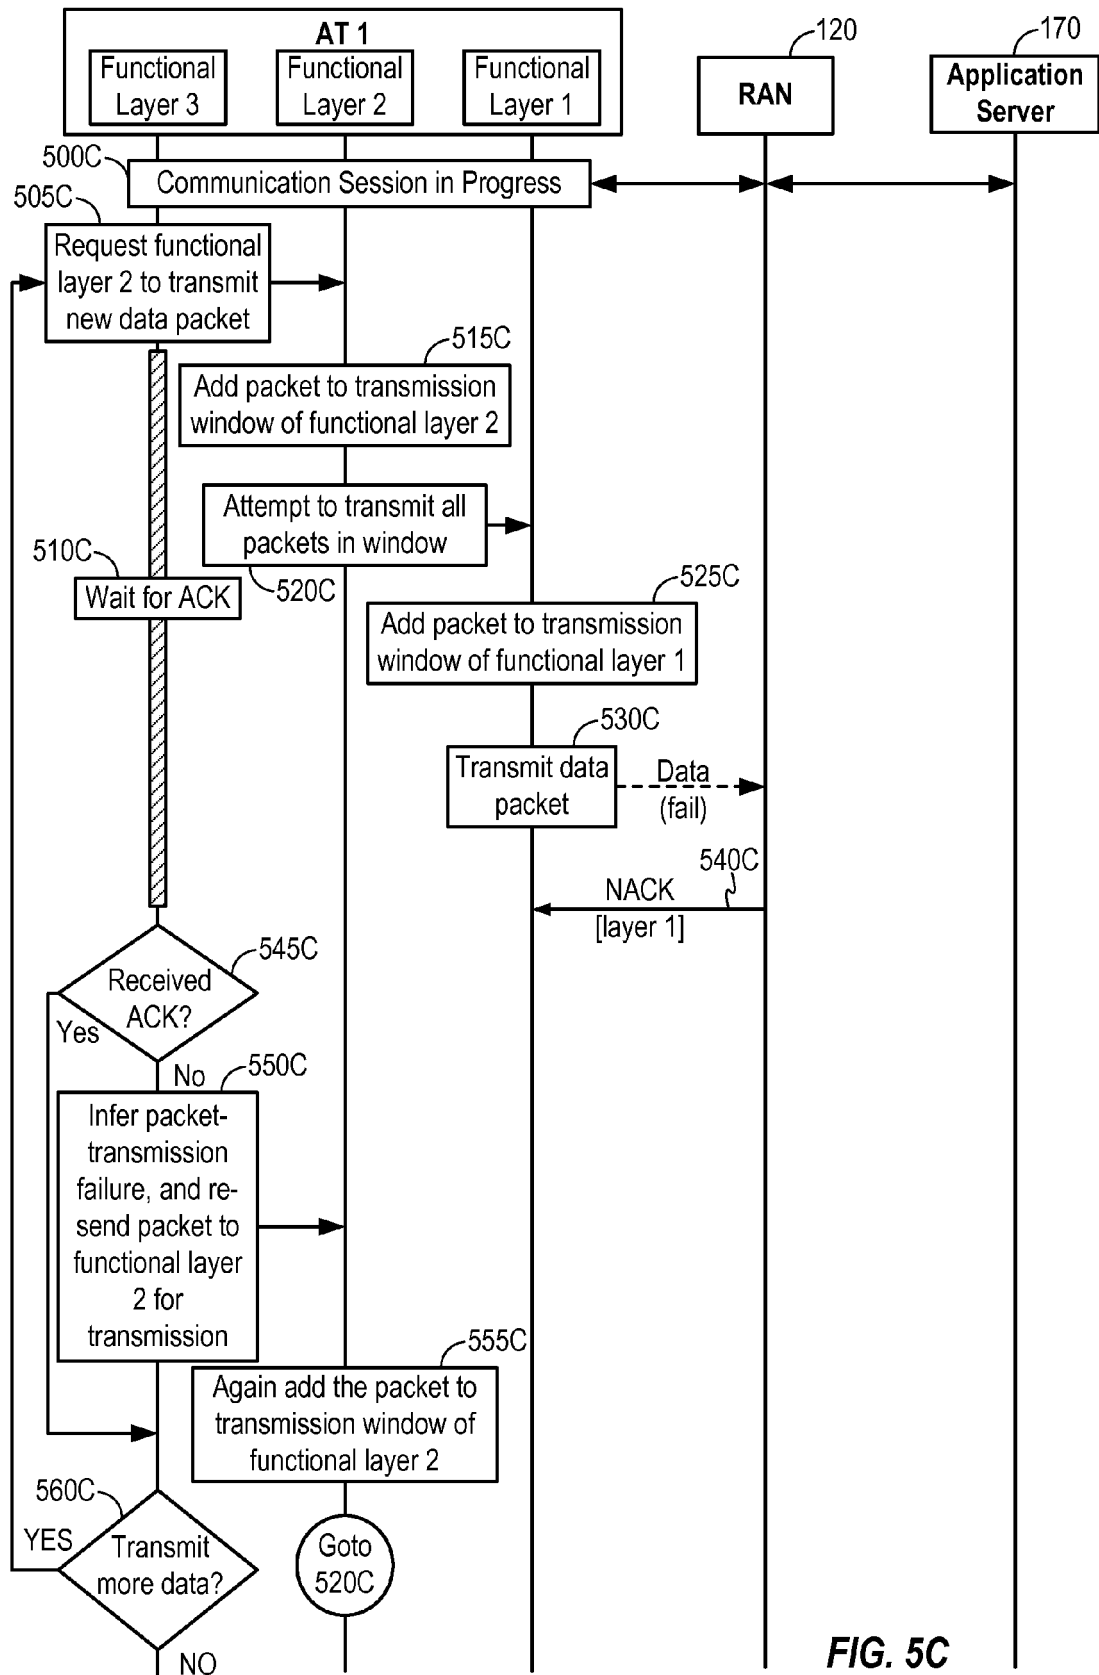 AT 1
Functional
Layer 3
Functional
Layer 2
Functional
Layer 1
120
RAN
170
Application
Server
500C
Communication Session in Progress
505C
Request functional
layer 2 to transmit
new data packet
515C
Add packet to transmission
window of functional layer 2
Attempt to transmit all
packets in window
520C
510C
Wait for ACK
525C
Add packet to transmission
window of functional layer 1
530C
Transmit data
packet
Data
(fail)
540C
NACK
[layer 1]
545C
Received
ACK?
Yes
No
550C
Infer packet-
transmission
failure, and re-
send packet to
functional layer
2 for
transmission
555C
Again add the packet to
transmission window of
functional layer 2
560C
YES
Transmit
more data?
Goto
520C
NO
FIG. 5C